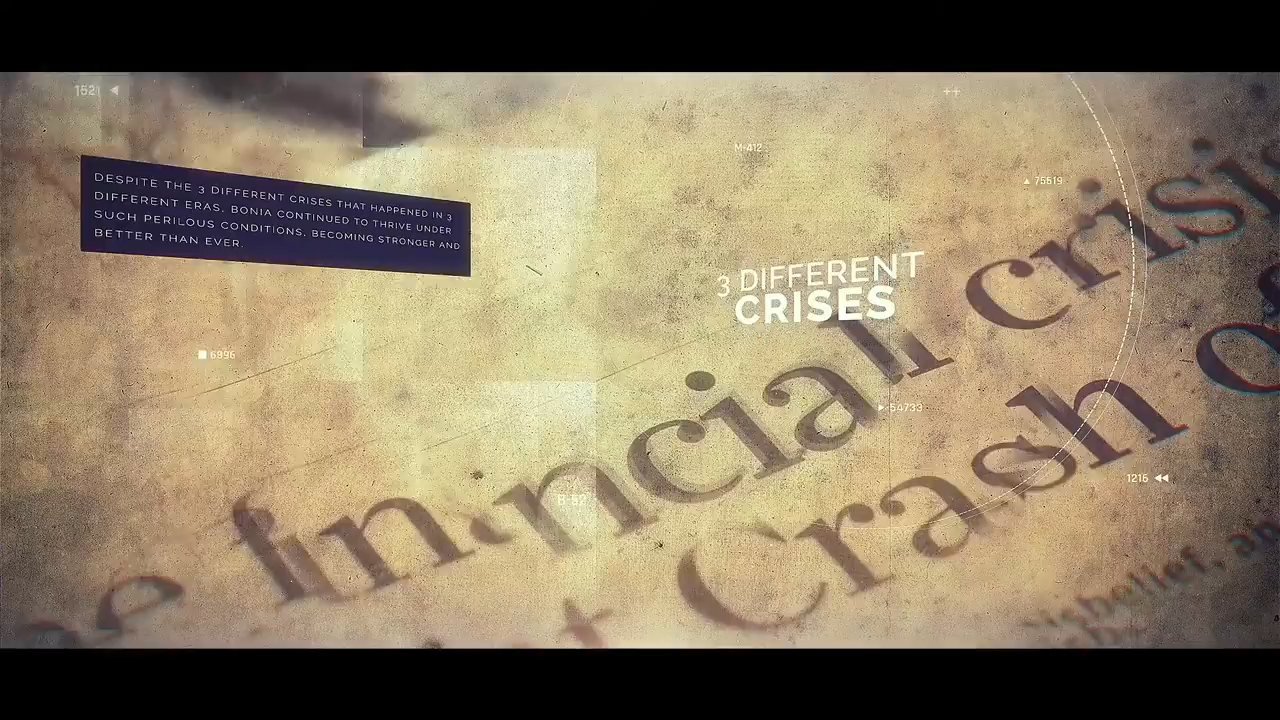 152
++
M-412
75519
DESPITE THE 3 DIFFERENT CRISES THAT HAPPENED IN 3
DIFFERENT ERAS, BONIA CONTINUED TO THRIVE UNDER
SUCH PERILOUS CONDITIONS, BECOMING STRONGER AND
BETTER THAN EVER.
3 DIFFERENT
CRISES
6996
54733
1216
financial crisis
Crash